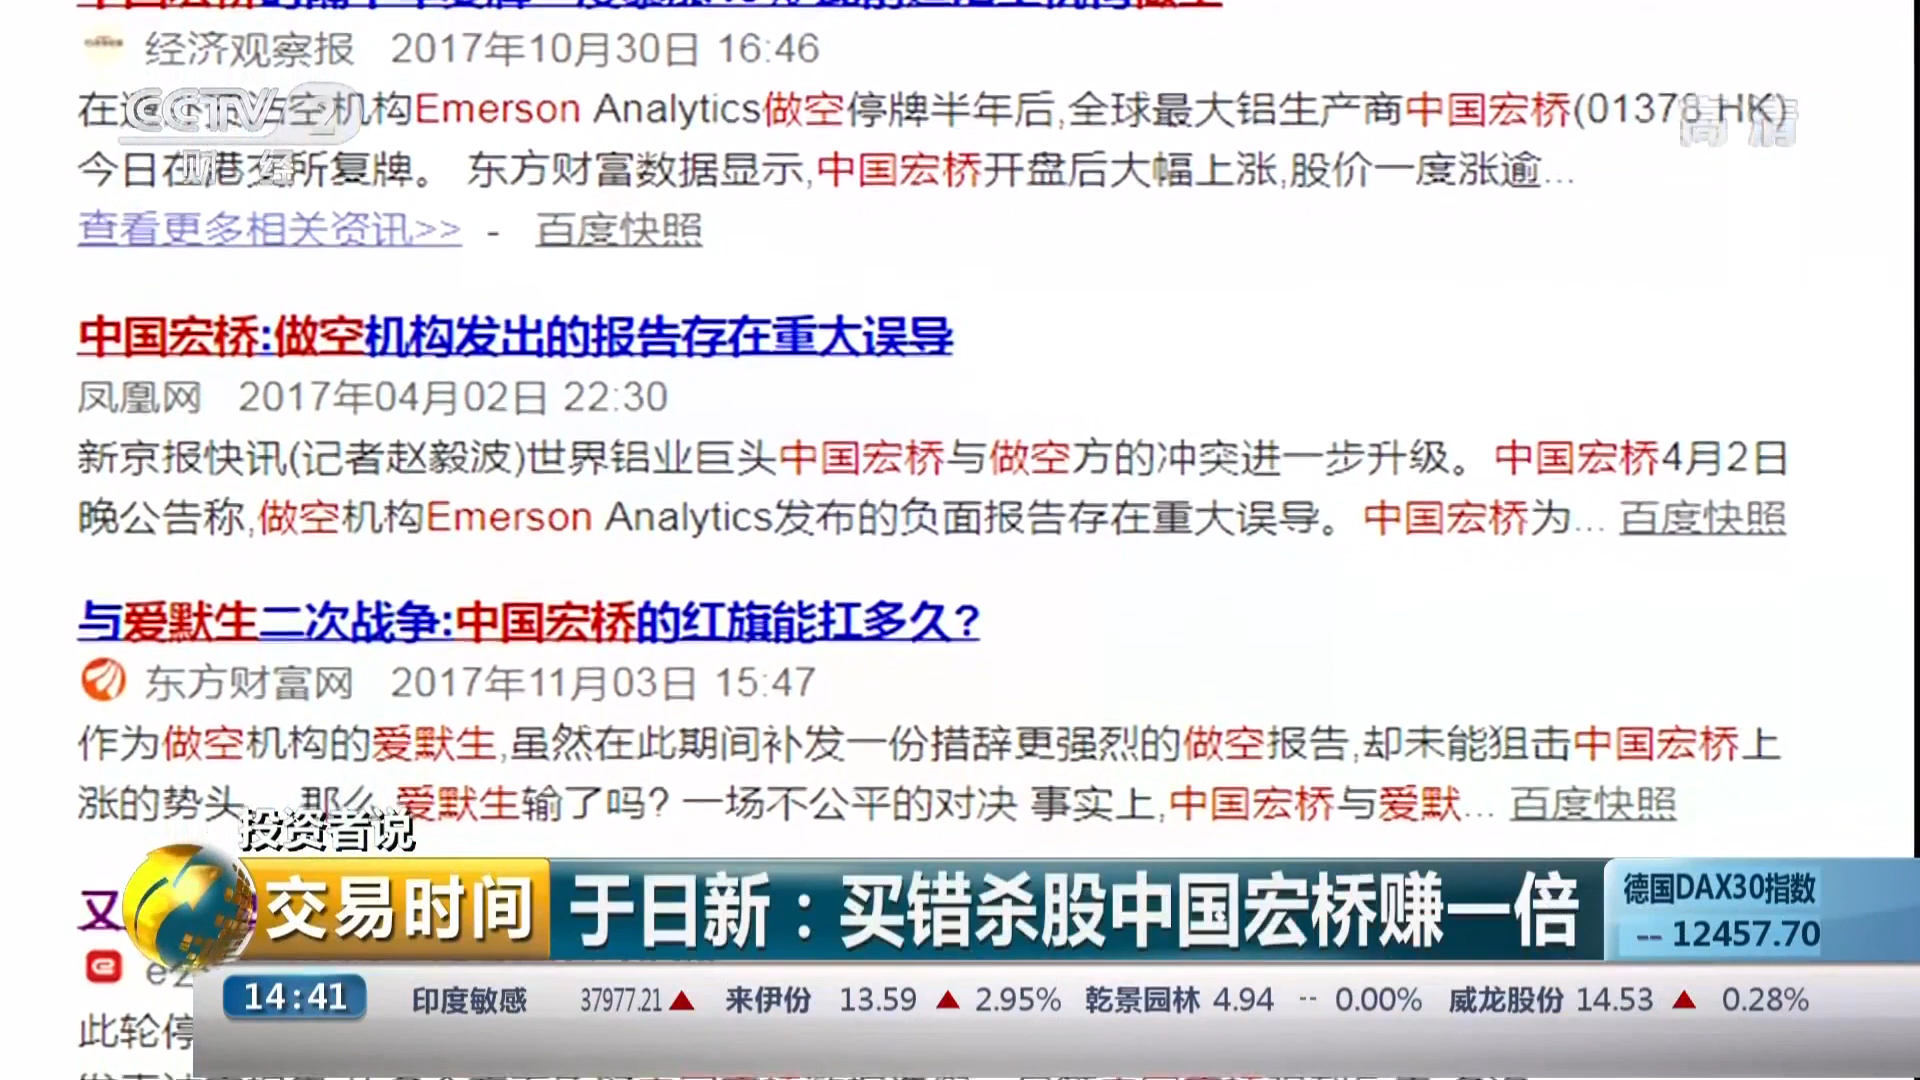 经济观察报 2017年10月30日 16:46
CCTV 2
高清
在 空机构Emerson Analytics做空停牌半年后,全球最大铝生产商中国宏桥(01378 HK)
财经
今日在港交所复牌。 东方财富数据显示,中国宏桥开盘后大幅上涨,股价一度涨逾...
查看更多相关资讯>> - 百度快照
中国宏桥:做空机构发出的报告存在重大误导
凤凰网 2017年04月02日 22:30
新京报快讯(记者赵毅波)世界铝业巨头中国宏桥与做空方的冲突进一步升级。 中国宏桥4月2日
晚公告称,做空机构Emerson Analytics发布的负面报告存在重大误导。 中国宏桥为... 百度快照
与爱默生二次战争:中国宏桥的红旗能扛多久?
东方财富网 2017年11月03日 15:47
作为做空机构的爱默生,虽然在此期间补发一份措辞更强烈的做空报告,却未能狙击中国宏桥上
涨的势头 那么 爱默生输了吗? 一场不公平的对决 事实上,中国宏桥与爱默... 百度快照
投资者说
又
交易时间 于日新：买错杀股中国宏桥赚一倍
德国DAX30指数
-- 12457.70
14:41 印度敏感 37977.21 ▲ 来伊份 13.59 ▲ 2.95% 乾景园林 4.94 -- 0.00% 威龙股份 14.53 ▲ 0.28%
此轮停